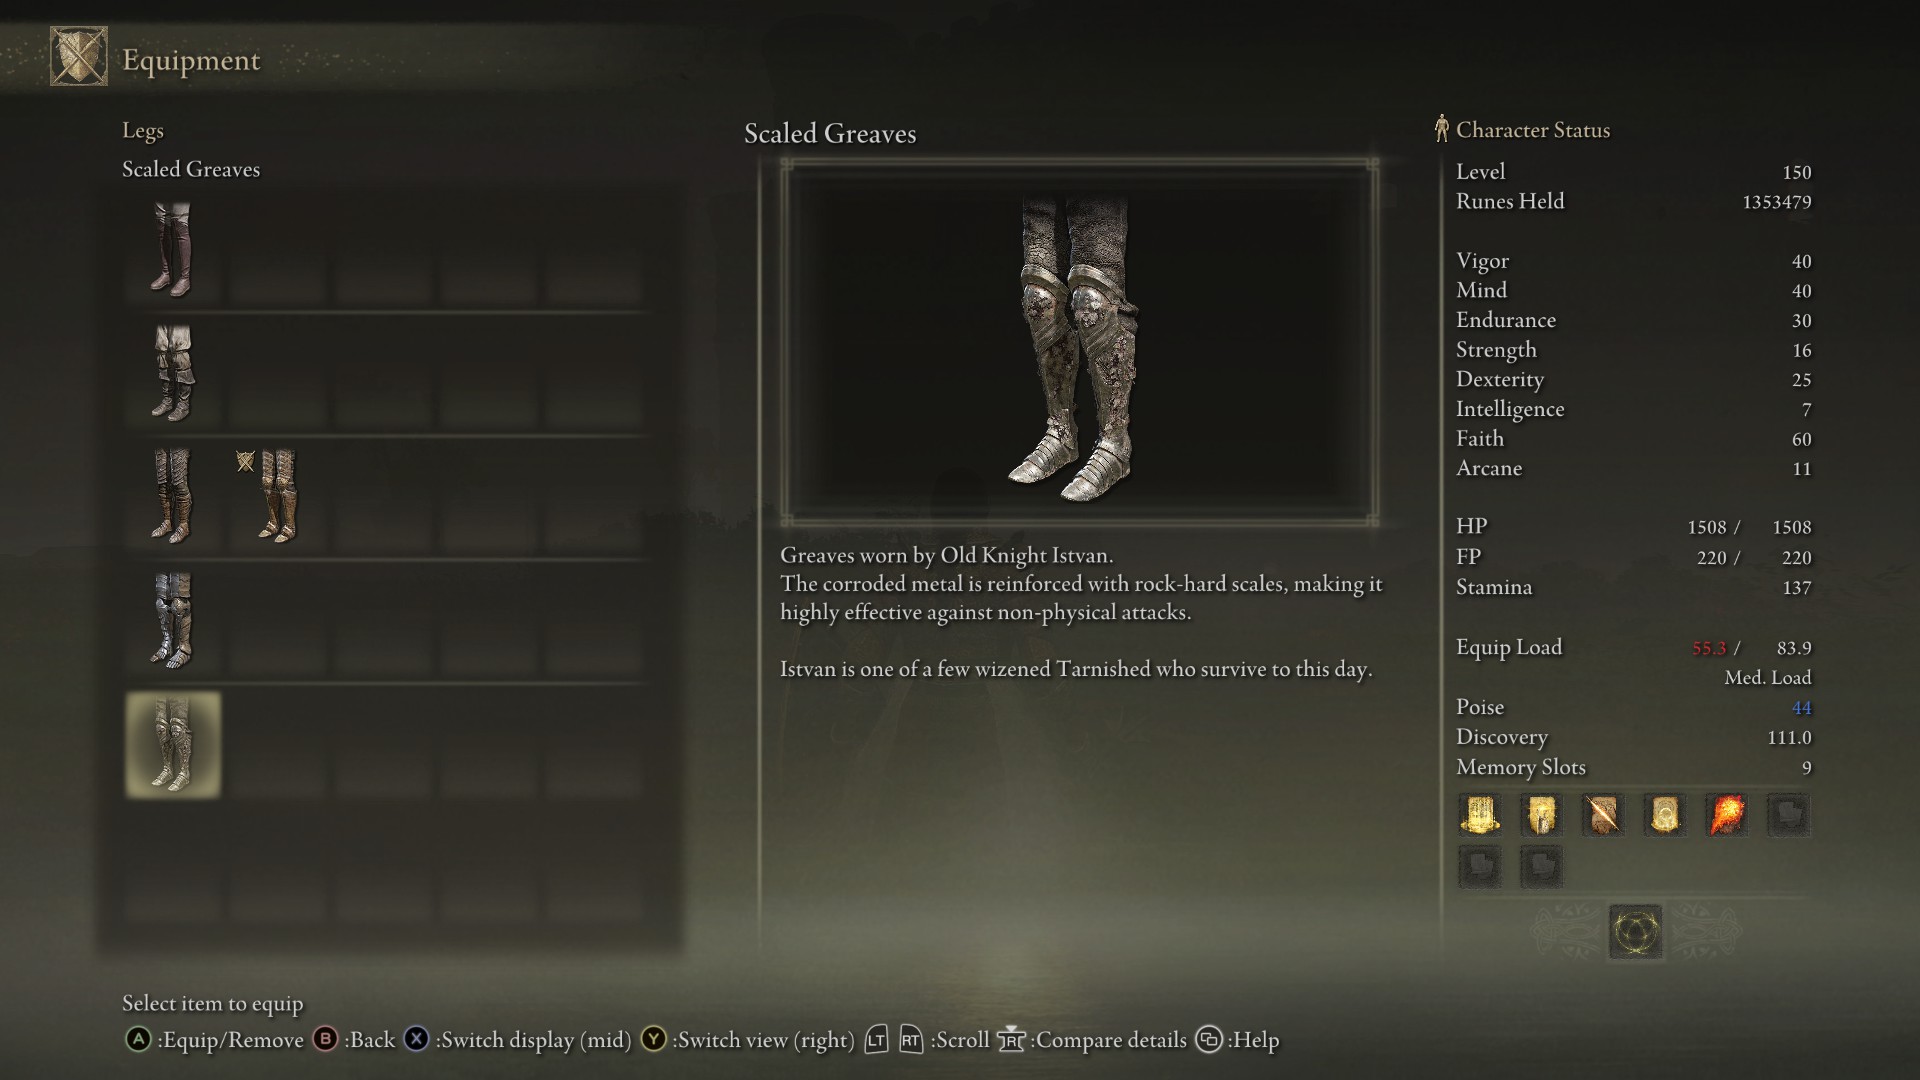 Equipment
Legs
Scaled Greaves
Scaled Greaves
Greaves worn by Old Knight Istvan.
The corroded metal is reinforced with rock-hard scales, making it
highly effective against non-physical attacks.
Istvan is one of a few wizened Tarnished who survive to this day.
Character Status
Level 150
Runes Held 1353479
Vigor 40
Mind 40
Endurance 30
Strength 16
Dexterity 25
Intelligence 7
Faith 60
Arcane 11
HP 1508 / 1508
FP 220 / 220
Stamina 137
Equip Load 55.3 / 83.9
Med. Load
Poise 44
Discovery 111.0
Memory Slots 9
Select item to equip
A :Equip/Remove B :Back X :Switch display (mid) Y :Switch view (right) LT RT :Scroll R :Compare details :Help